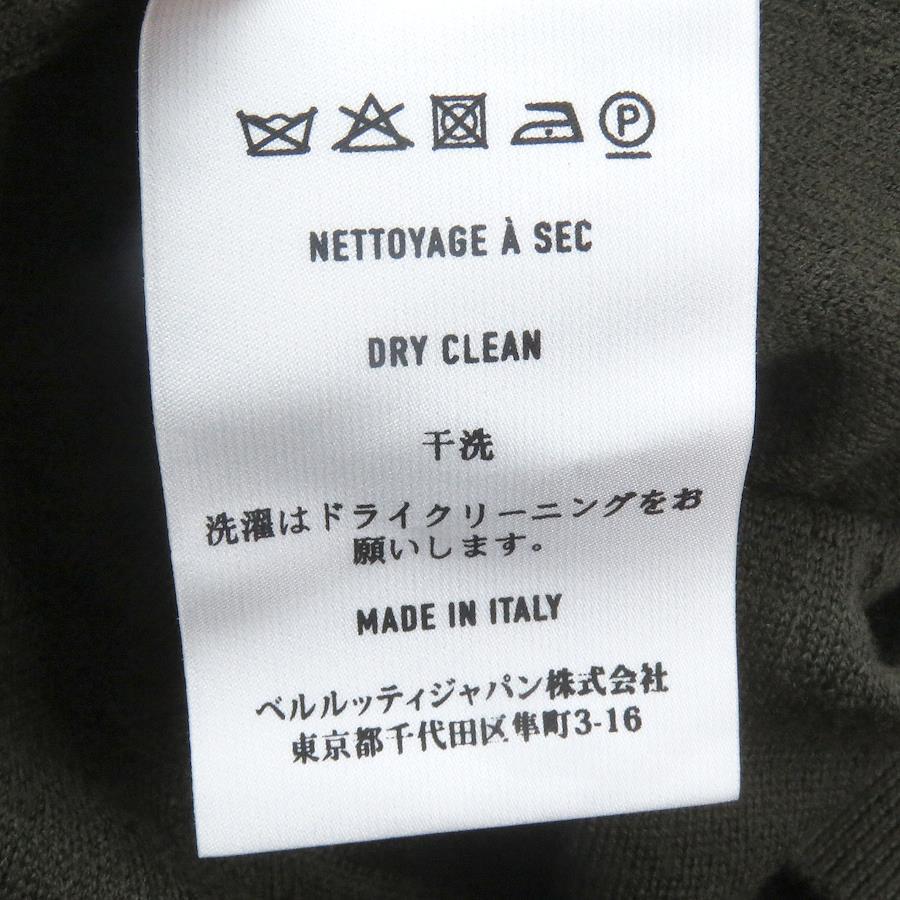 P
NETTOYAGE À SEC
DRY CLEAN
干洗
洗濯はドライクリーニングをお
願いします。
MADE IN ITALY
ベルルッティジャパン株式会社
東京都千代田区隼町3-16